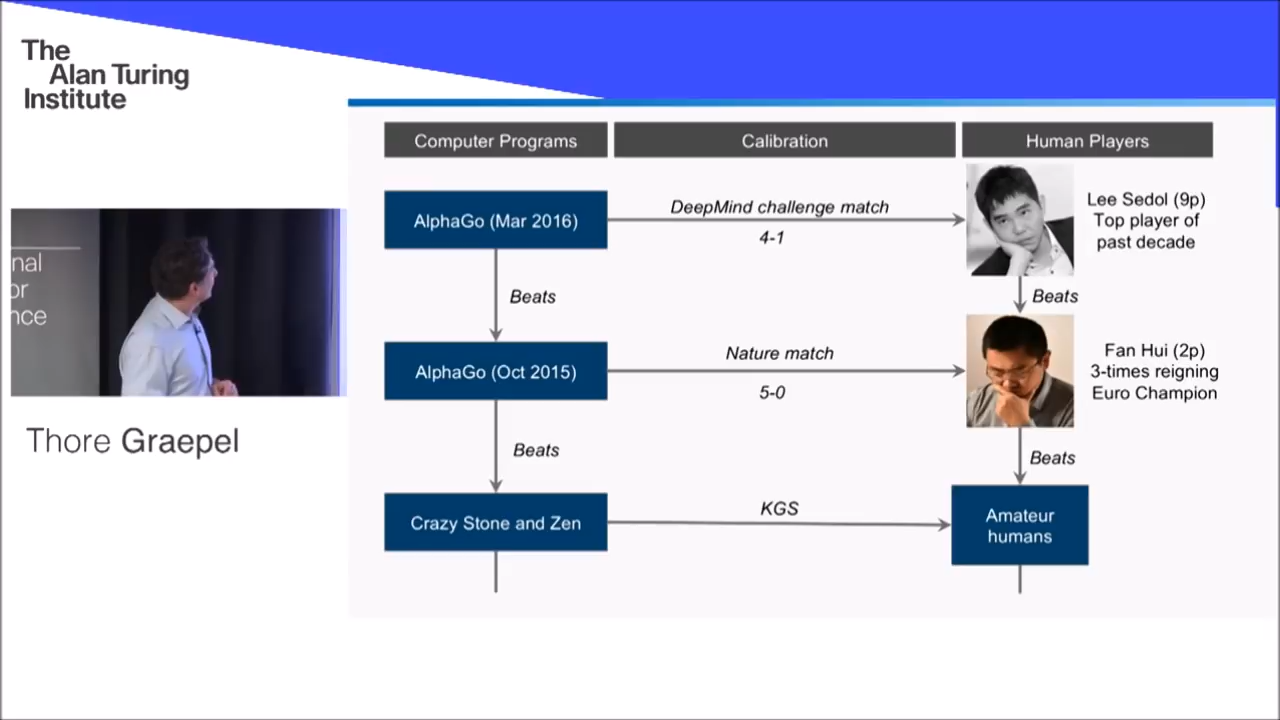 The
Alan Turing
Institute
nal
or
nce
Thore Graepel
Computer Programs
Calibration
Human Players
AlphaGo (Mar 2016)
DeepMind challenge match
4-1
Lee Sedol (9p)
Top player of
past decade
Beats
Beats
AlphaGo (Oct 2015)
Nature match
5-0
Fan Hui (2p)
3-times reigning
Euro Champion
Beats
Beats
Crazy Stone and Zen
KGS
Amateur
humans